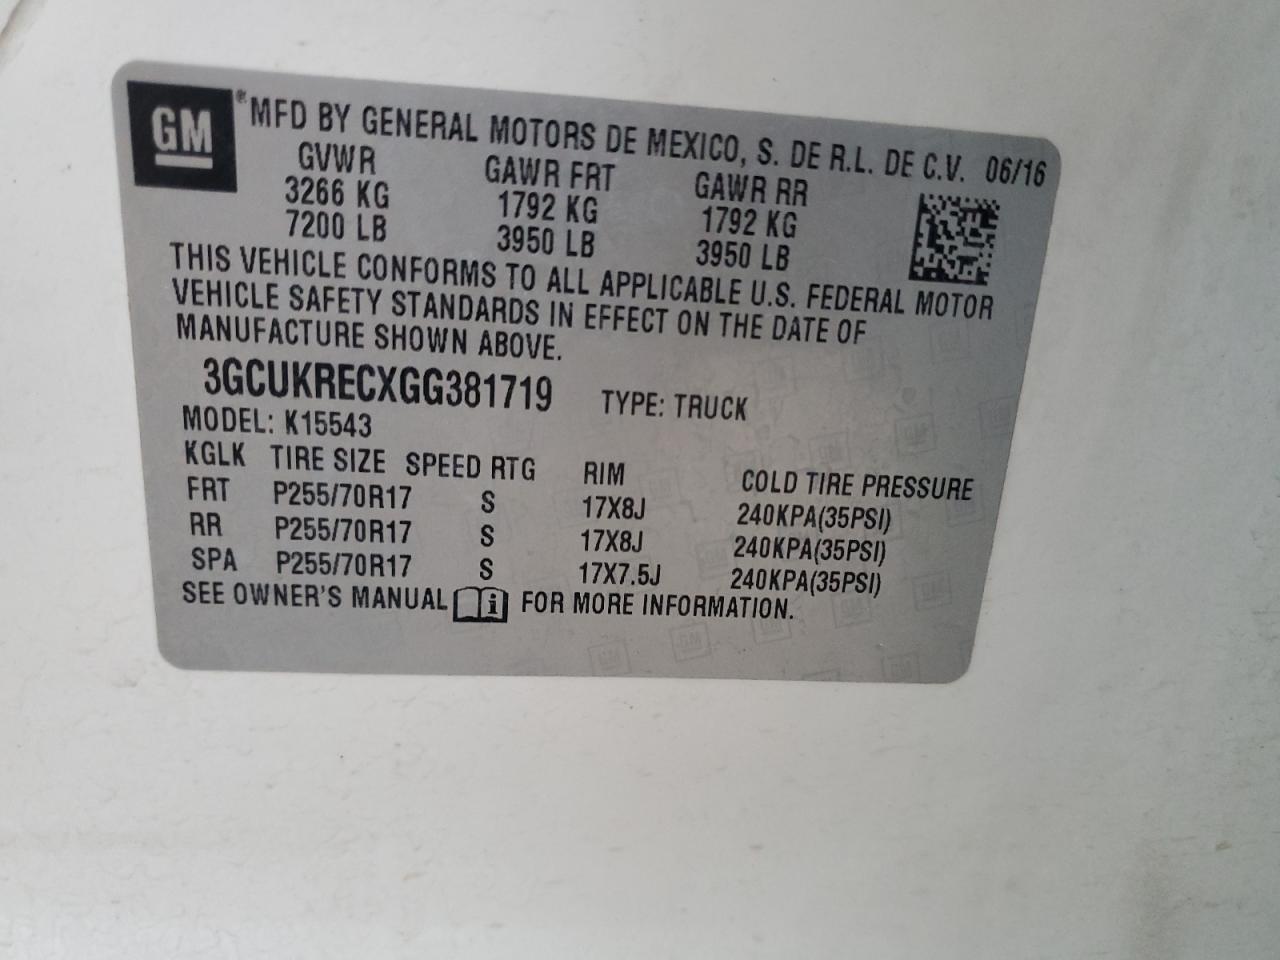 GM ® MFD BY GENERAL MOTORS DE MEXICO, S. DE R.L. DE C.V. 06/16
GVWR GAWR FRT GAWR RR
3266 KG 1792 KG 1792 KG
7200 LB 3950 LB 3950 LB
THIS VEHICLE CONFORMS TO ALL APPLICABLE U.S. FEDERAL MOTOR
VEHICLE SAFETY STANDARDS IN EFFECT ON THE DATE OF
MANUFACTURE SHOWN ABOVE.
3GCUKRECXGG381719 TYPE: TRUCK
MODEL: K15543
KGLK TIRE SIZE SPEED RTG RIM COLD TIRE PRESSURE
FRT P255/70R17 S 17X8J 240KPA(35PSI)
RR P255/70R17 S 17X8J 240KPA(35PSI)
SPA P255/70R17 S 17X7.5J 240KPA(35PSI)
SEE OWNER'S MANUAL i FOR MORE INFORMATION.